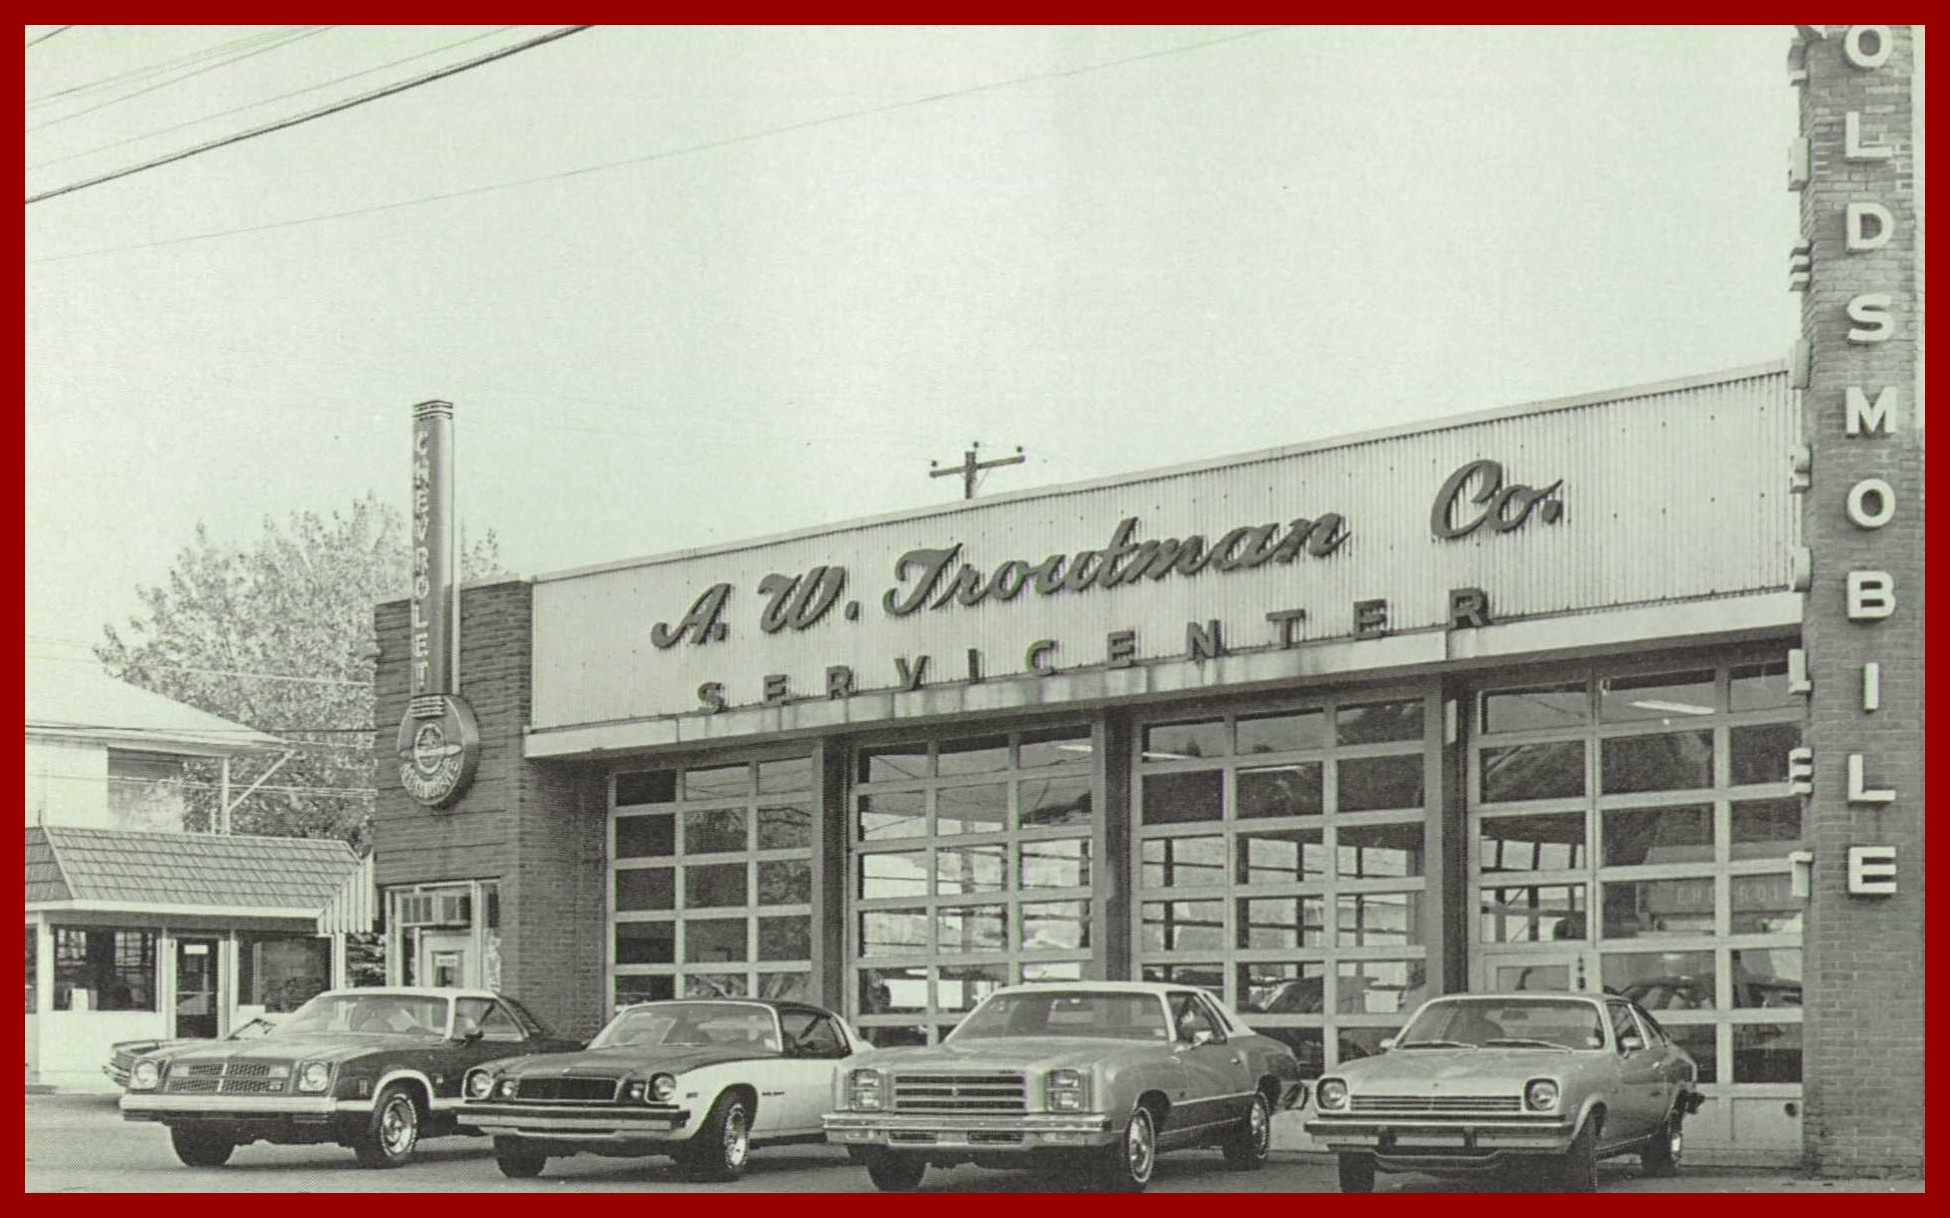 CHEVROLET
A. W. Troutman Co.
SERVICENTER
OLDSMOBILE